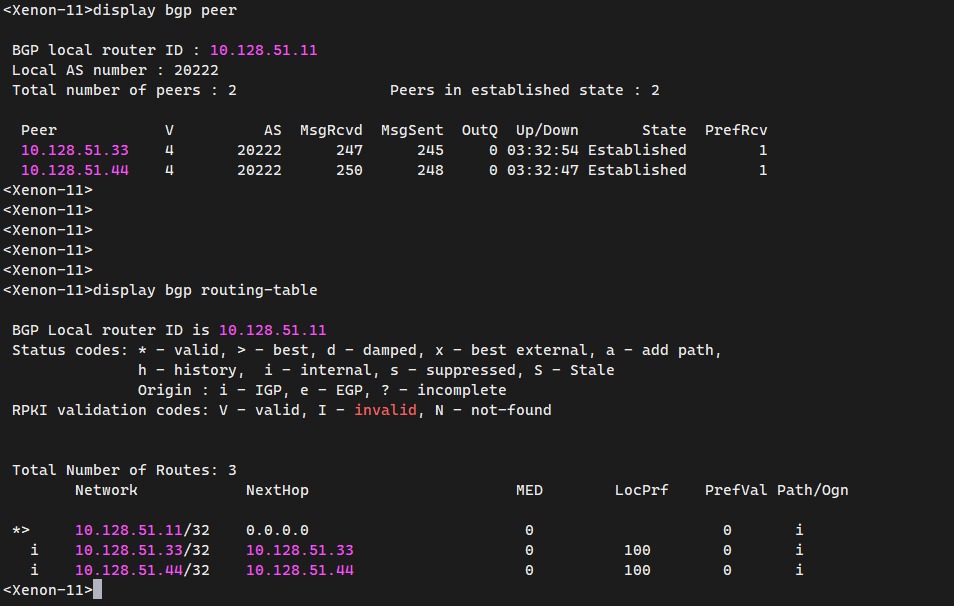 <Xenon-11>display bgp peer
BGP local router ID : 10.128.51.11
Local AS number : 20222
Total number of peers : 2                 Peers in established state : 2
Peer            V          AS  MsgRcvd  MsgSent  OutQ  Up/Down       State  PrefRcv
10.128.51.33    4       20222      247      245     0 03:32:54 Established        1
10.128.51.44    4       20222      250      248     0 03:32:47 Established        1
<Xenon-11>
<Xenon-11>
<Xenon-11>
<Xenon-11>
<Xenon-11>
<Xenon-11>display bgp routing-table
BGP Local router ID is 10.128.51.11
Status codes: * - valid, > - best, d - damped, x - best external, a - add path,
h - history,  i - internal, s - suppressed, S - Stale
Origin : i - IGP, e - EGP, ? - incomplete
RPKI validation codes: V - valid, I - invalid, N - not-found
Total Number of Routes: 3
Network            NextHop                       MED        LocPrf    PrefVal Path/Ogn
*>     10.128.51.11/32    0.0.0.0                        0                     0       i
i    10.128.51.33/32    10.128.51.33                   0          100        0       i
i    10.128.51.44/32    10.128.51.44                   0          100        0       i
<Xenon-11>